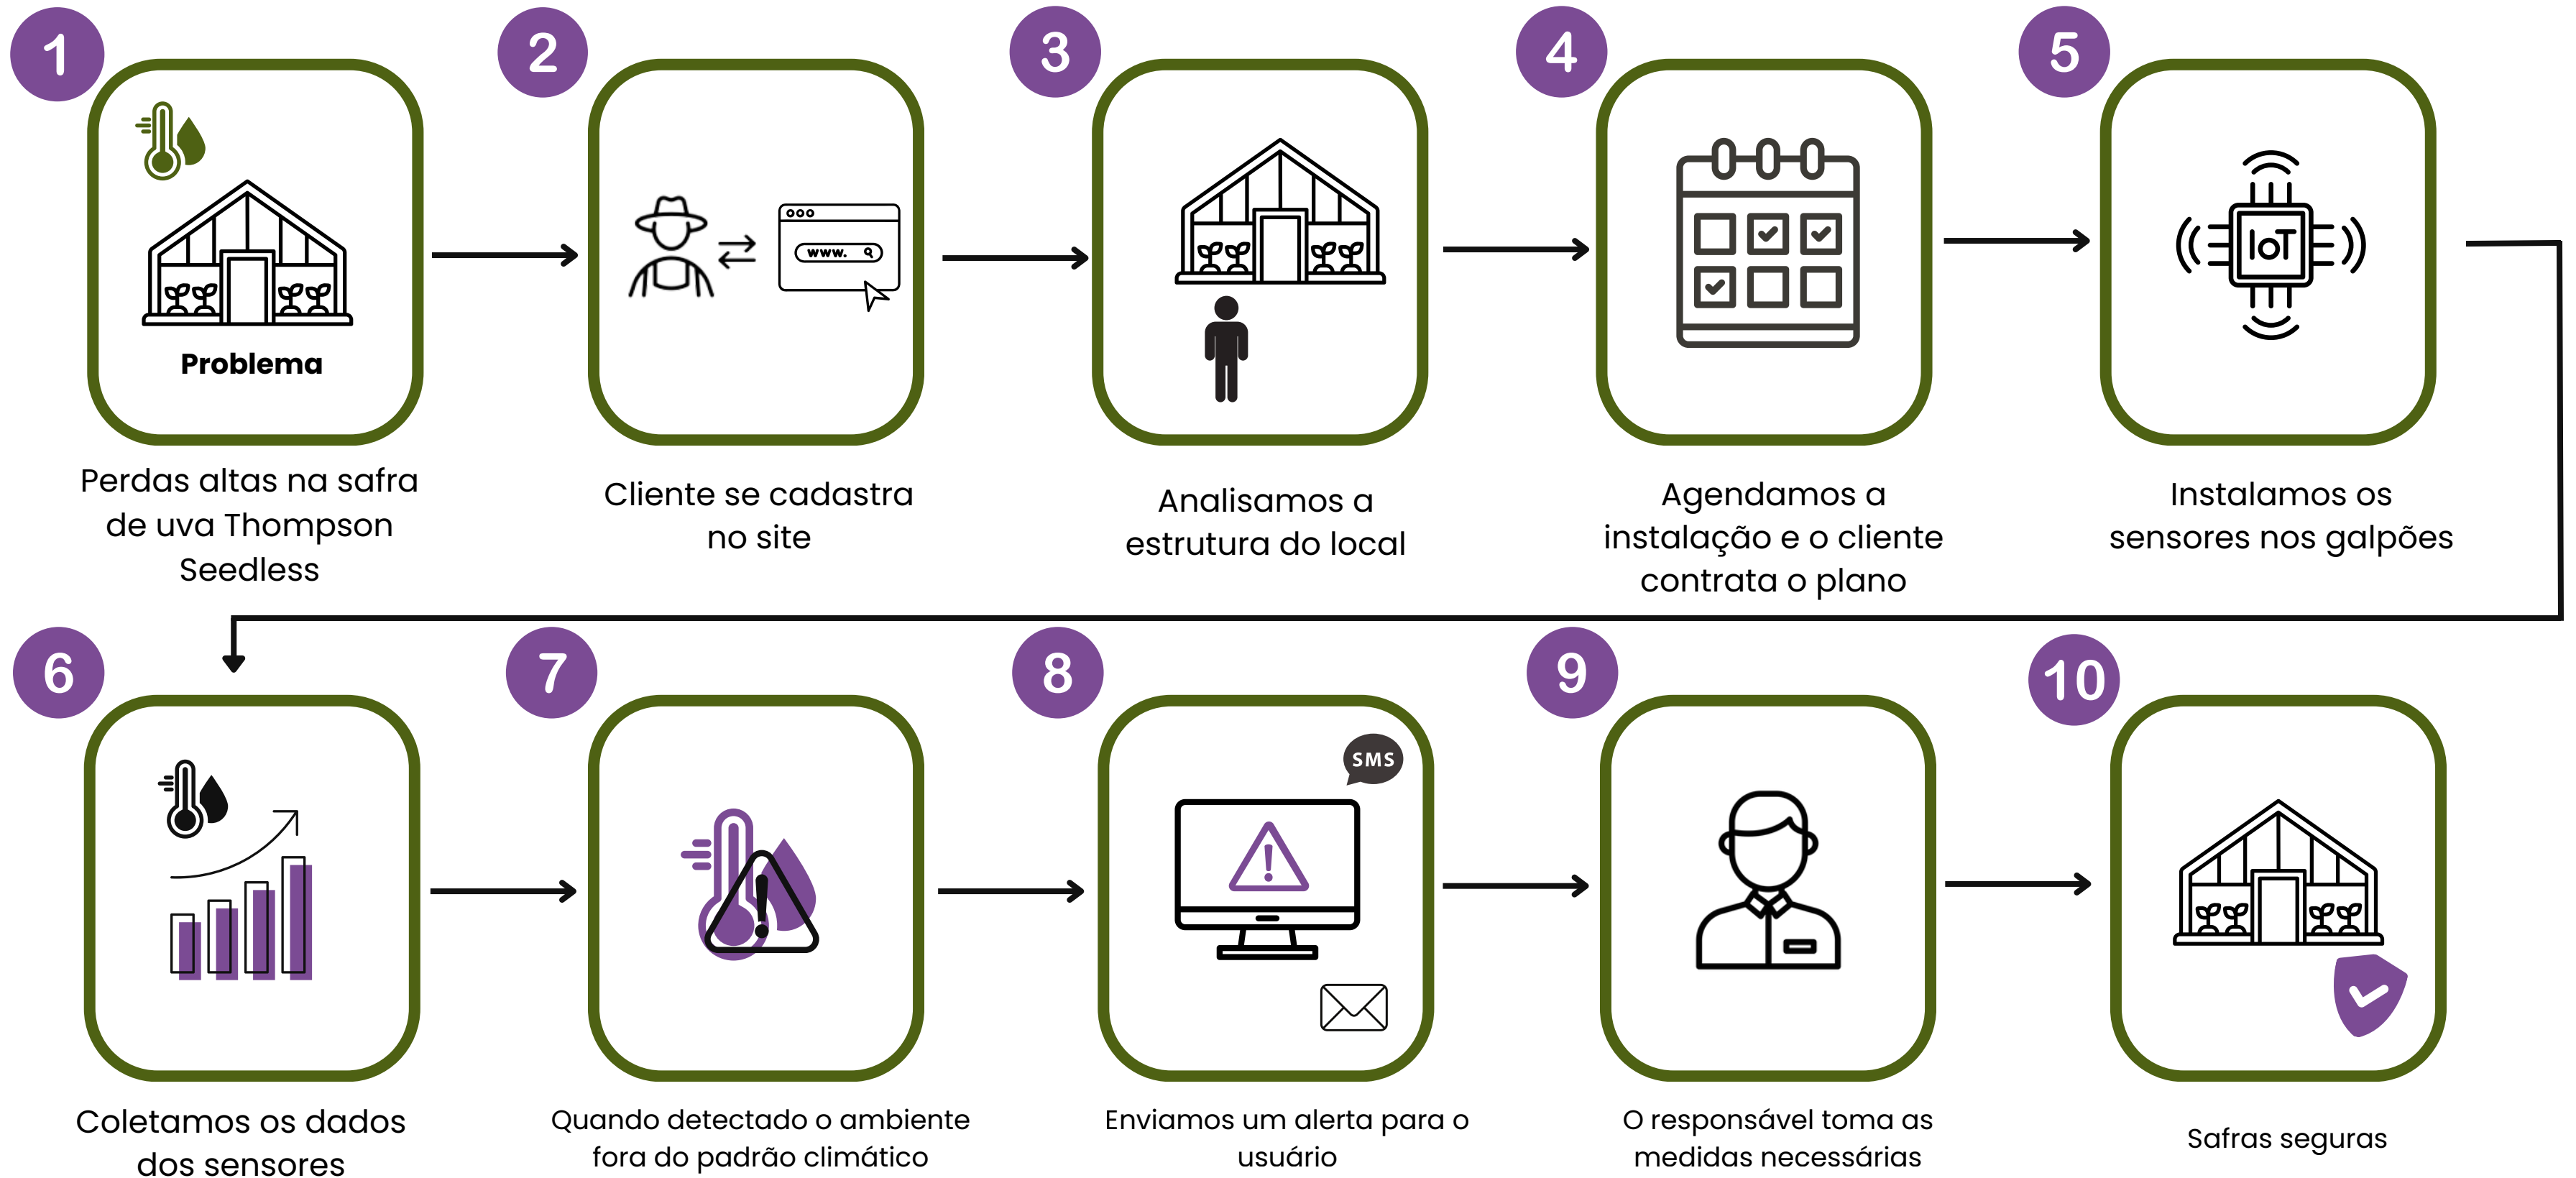 1
Problema
Perdas altas na safra
de uva Thompson
Seedless
2
www.
Cliente se cadastra
no site
3
Analisamos a
estrutura do local
4
Agendamos a
instalação e o cliente
contrata o plano
5
IoT
Instalamos os
sensores nos galpões
6
Coletamos os dados
dos sensores
7
!
Quando detectado o ambiente
fora do padrão climático
8
SMS
!
Enviamos um alerta para o
usuário
9
O responsável toma as
medidas necessárias
10
Safras seguras